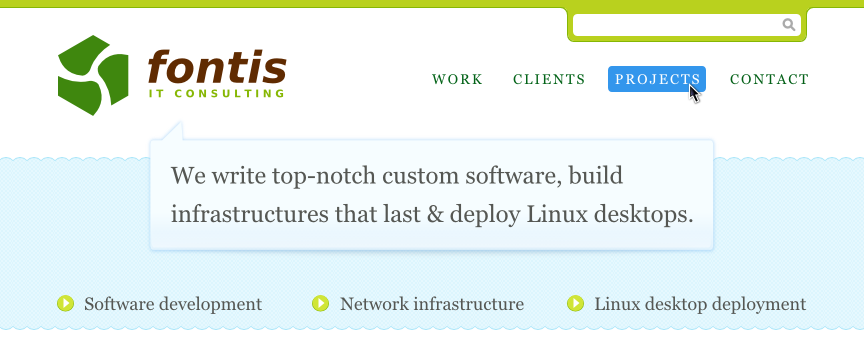 fontis
IT CONSULTING
WORK CLIENTS PROJECTS CONTACT
We write top-notch custom software, build
infrastructures that last & deploy Linux desktops.
Software development Network infrastructure Linux desktop deployment